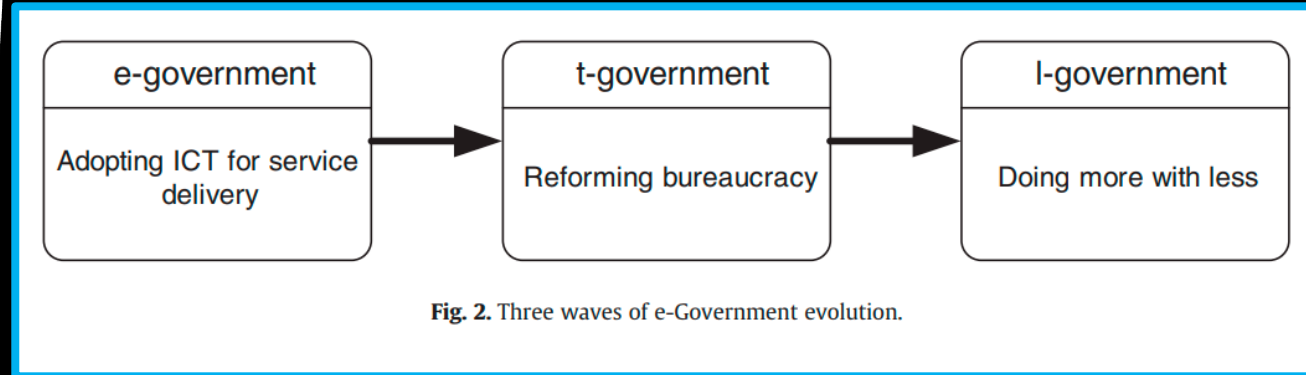 e-government
Adopting ICT for service
delivery
t-government
Reforming bureaucracy
l-government
Doing more with less
Fig. 2. Three waves of e-Government evolution.